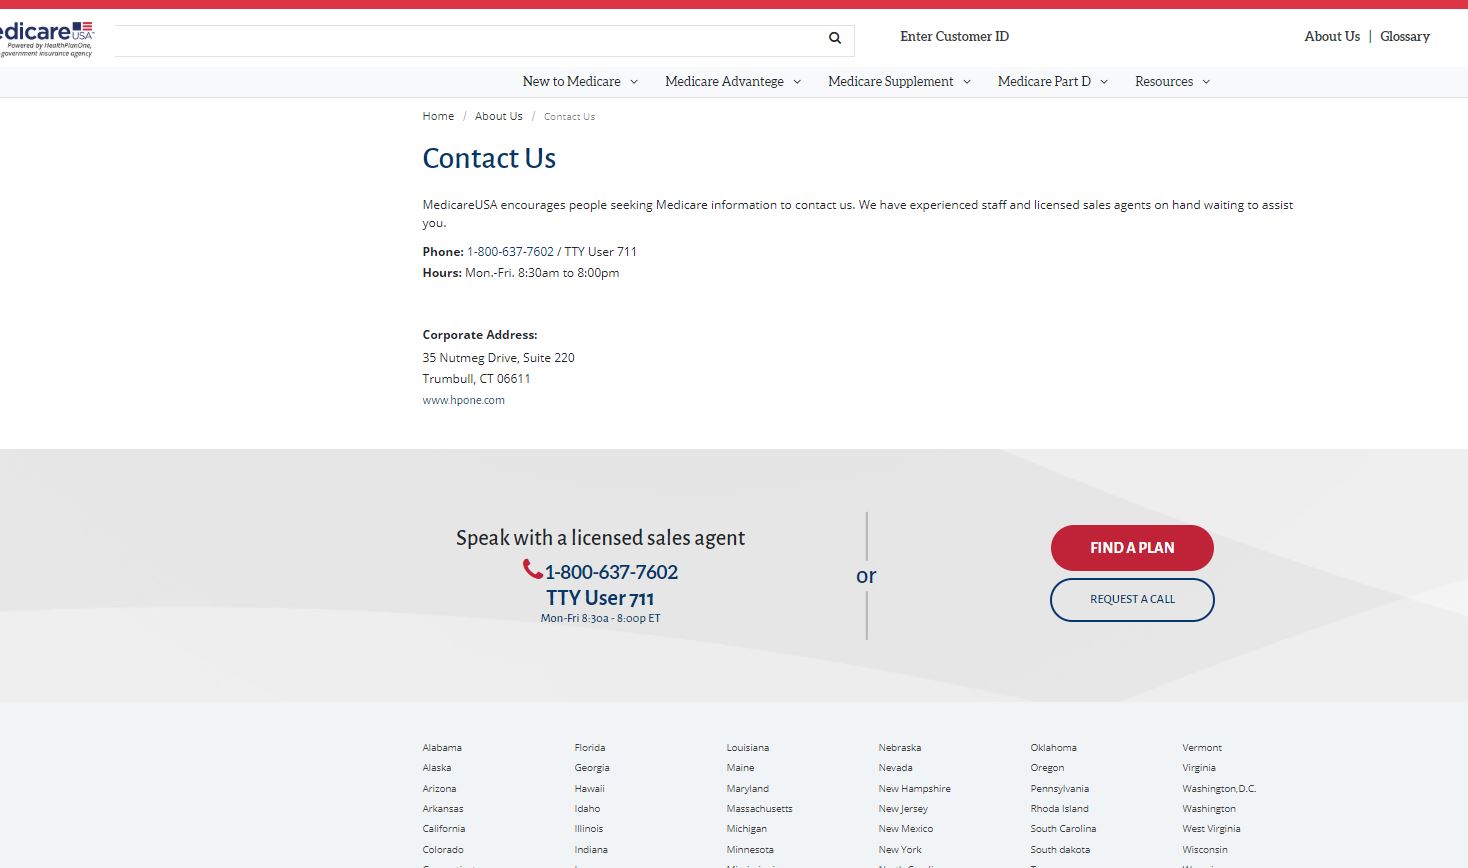 edicare USA
Powered by HealthPlanOne,
government insurance agency
Enter Customer ID
About Us | Glossary
New to Medicare
Medicare Advantege
Medicare Supplement
Medicare Part D
Resources
Home / About Us / Contact Us
Contact Us
MedicareUSA encourages people seeking Medicare information to contact us. We have experienced staff and licensed sales agents on hand waiting to assist
you.
Phone: 1-800-637-7602 / TTY User 711
Hours: Mon.-Fri. 8:30am to 8:00pm
Corporate Address:
35 Nutmeg Drive, Suite 220
Trumbull, CT 06611
www.hpone.com
Speak with a licensed sales agent
1-800-637-7602
TTY User 711
Mon-Fri 8:30a - 8:00p ET
or
FIND A PLAN
REQUEST A CALL
Alabama Florida Louisiana Nebraska Oklahoma Vermont
Alaska Georgia Maine Nevada Oregon Virginia
Arizona Hawaii Maryland New Hampshire Pennsylvania Washington,D.C.
Arkansas Idaho Massachusetts New Jersey Rhoda Island Washington
California Illinois Michigan New Mexico South Carolina West Virginia
Colorado Indiana Minnesota New York South dakota Wisconsin